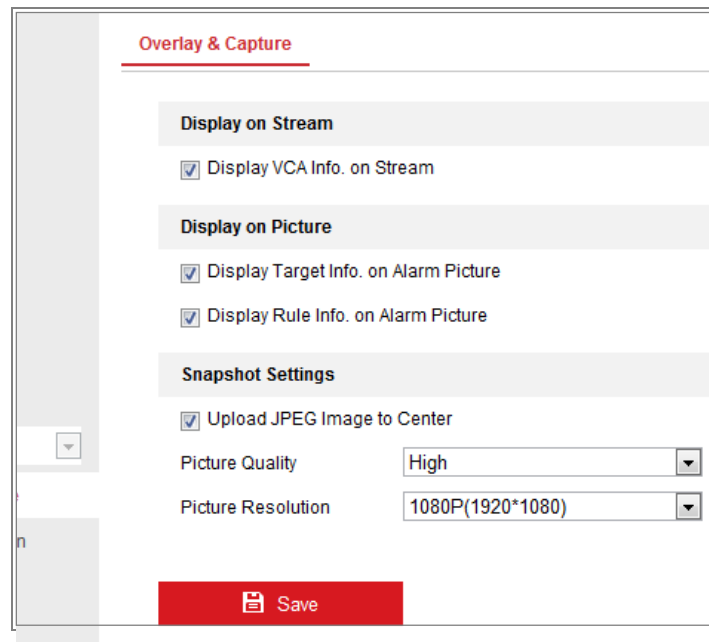 Overlay & Capture
Display on Stream
Display VCA Info. on Stream
Display on Picture
Display Target Info. on Alarm Picture
Display Rule Info. on Alarm Picture
Snapshot Settings
Upload JPEG Image to Center
Picture Quality High
Picture Resolution 1080P(1920*1080)
n
Save